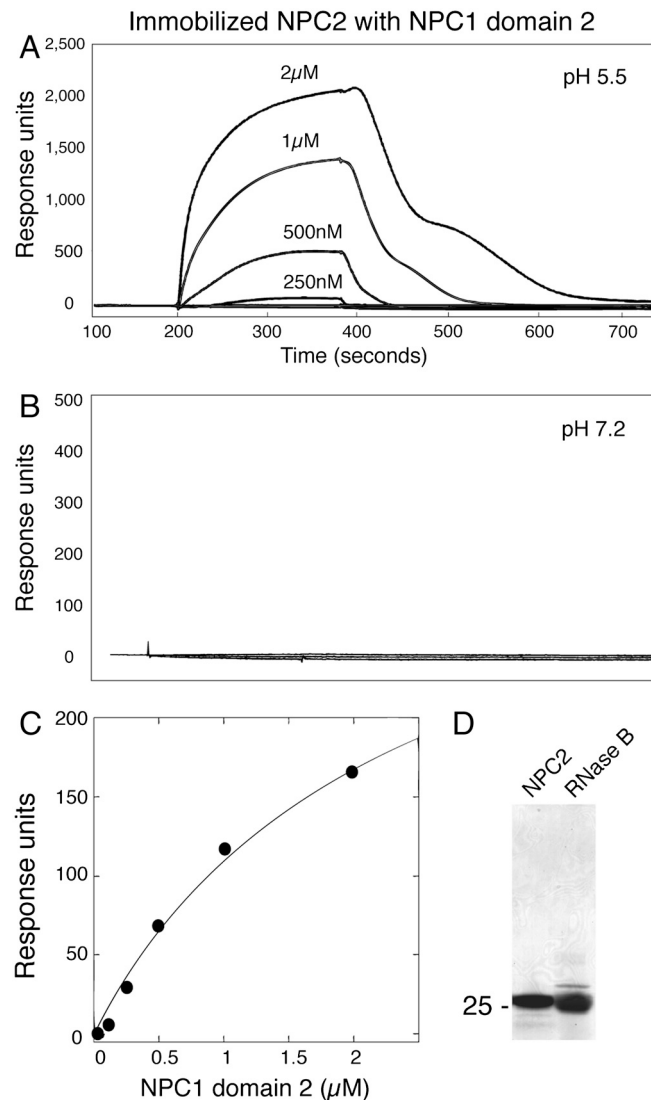 Immobilized NPC2 with NPC1 domain 2
A
2,500
2,000
1,500
1,000
500
0
Response units
2µM
1µM
500nM
250nM
pH 5.5
100 200 300 400 500 600 700
Time (seconds)
B
500
400
300
200
100
0
Response units
pH 7.2
C
200
150
100
50
0
Response units
0 0.5 1 1.5 2
NPC1 domain 2 (µM)
D
NPC2
RNase B
25 -